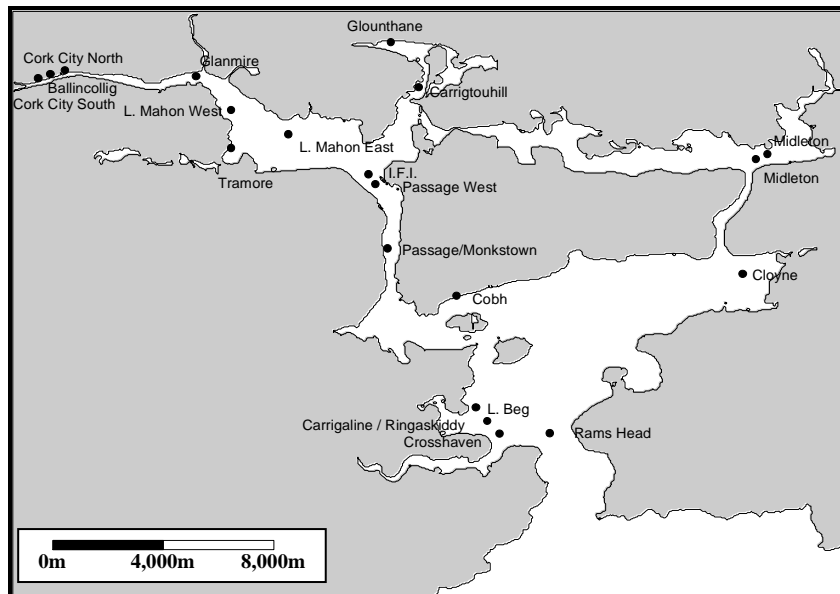 Glounthane
Cork City North
Glanmire
Ballincollig
Carrigtouhill
Cork City South
L. Mahon West
L. Mahon East
Midleton
I.F.I.
Midleton
Tramore
Passage West
Passage/Monkstown
Cloyne
Cobh
L. Beg
Carrigaline / Ringaskiddy
Rams Head
Crosshaven
0m 4,000m 8,000m